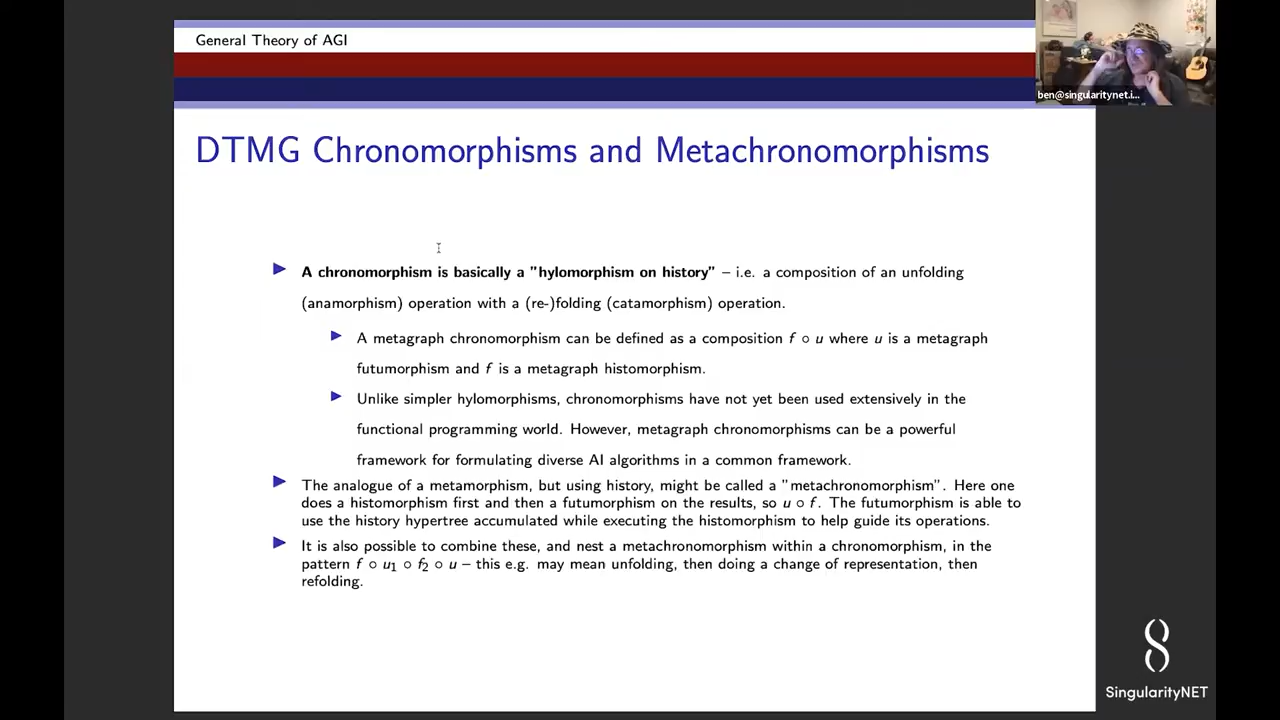 General Theory of AGI
ben@singularitynet.i...
DTMG Chronomorphisms and Metachronomorphisms
A chronomorphism is basically a "hylomorphism on history" – i.e. a composition of an unfolding
(anamorphism) operation with a (re-)folding (catamorphism) operation.
A metagraph chronomorphism can be defined as a composition f ∘ u where u is a metagraph
futumorphism and f is a metagraph histomorphism.
Unlike simpler hylomorphisms, chronomorphisms have not yet been used extensively in the
functional programming world. However, metagraph chronomorphisms can be a powerful
framework for formulating diverse AI algorithms in a common framework.
The analogue of a metamorphism, but using history, might be called a "metachronomorphism". Here one
does a histomorphism first and then a futumorphism on the results, so u ∘ f. The futumorphism is able to
use the history hypertree accumulated while executing the histomorphism to help guide its operations.
It is also possible to combine these, and nest a metachronomorphism within a chronomorphism, in the
pattern f ∘ u₁ ∘ f₂ ∘ u – this e.g. may mean unfolding, then doing a change of representation, then
refolding.
SingularityNET